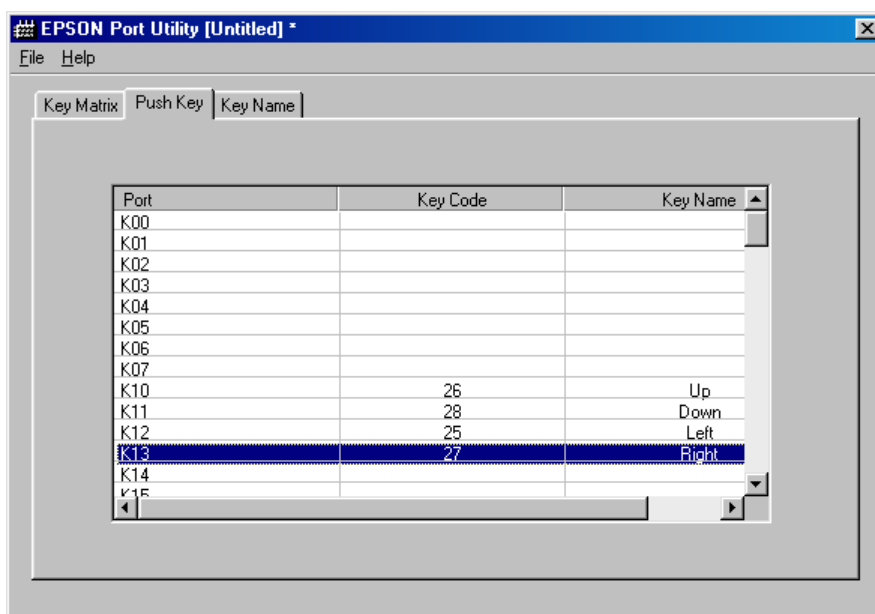 EPSON Port Utility [Untitled] *
File Help
Key Matrix Push Key Key Name
Port Key Code Key Name
K00
K01
K02
K03
K04
K05
K06
K07
K10 26 Up
K11 28 Down
K12 25 Left
K13 27 Right
K14
K15